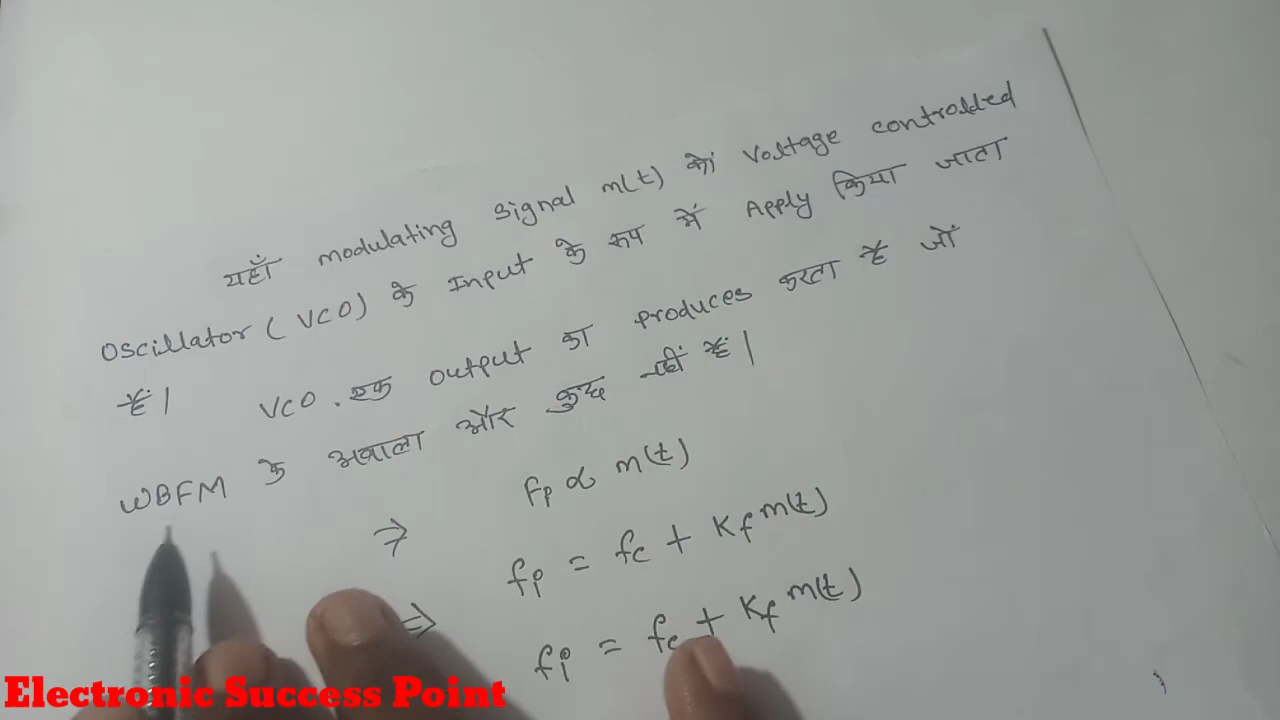 यहाँ modulating signal m(t) कों Voltage controlled
Oscillator ( VCO) के Input के रूप में Apply किया जाता
हैं। VCO . एक output का produces करता है जों
WBFM के अवाला और कुछ नहीं हैं।
⇒ fi ∝ m(t)
⇒ fi = fc + Kf m(t)
fi = fc + Kf m(t)
Electronic Success Point